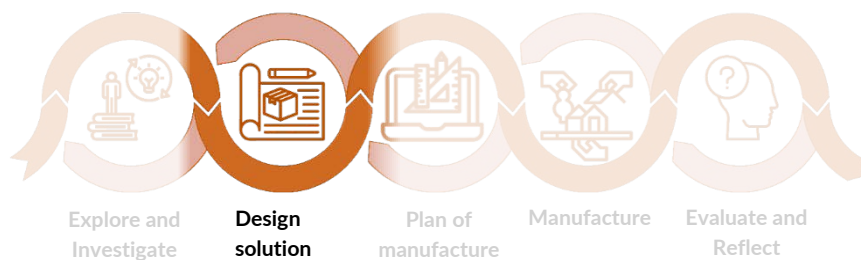 Explore and
Investigate
Design
solution
Plan of
manufacture
Manufacture
Evaluate and
Reflect
?